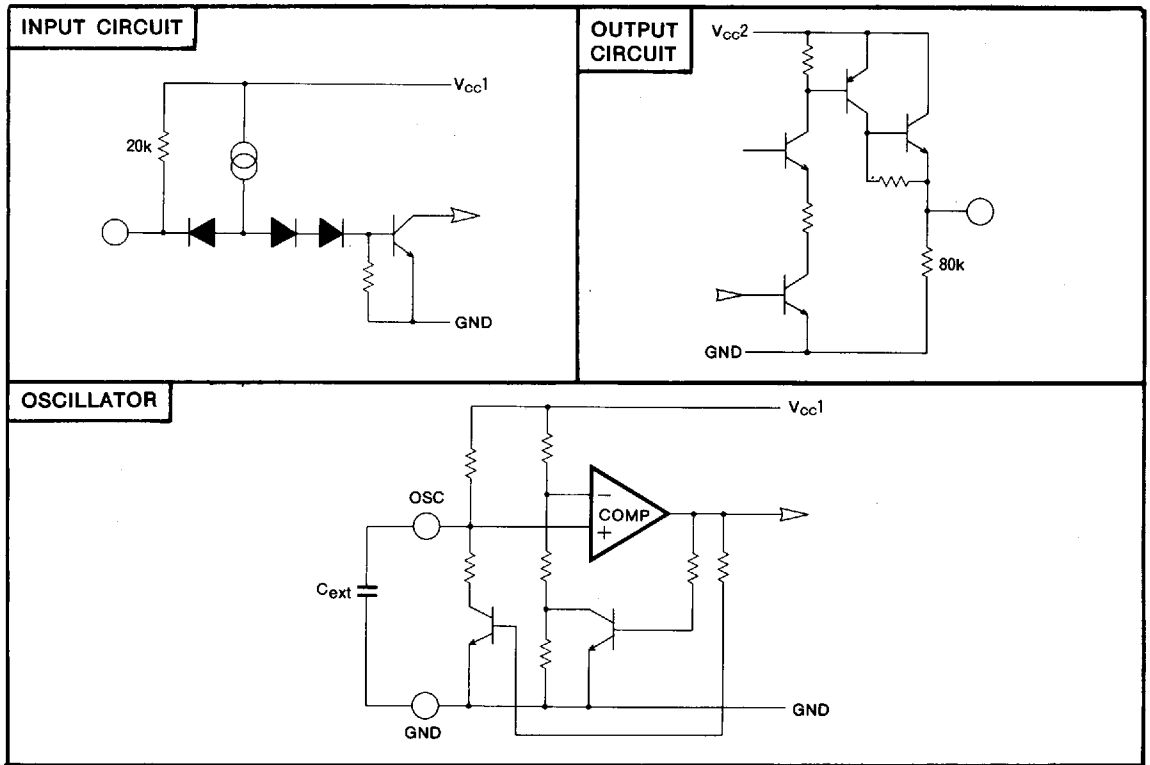 INPUT CIRCUIT
Vcc1
20k
GND
OUTPUT
CIRCUIT
Vcc2
80k
GND
OSCILLATOR
Vcc1
OSC
−
COMP
+
Cext
GND
GND